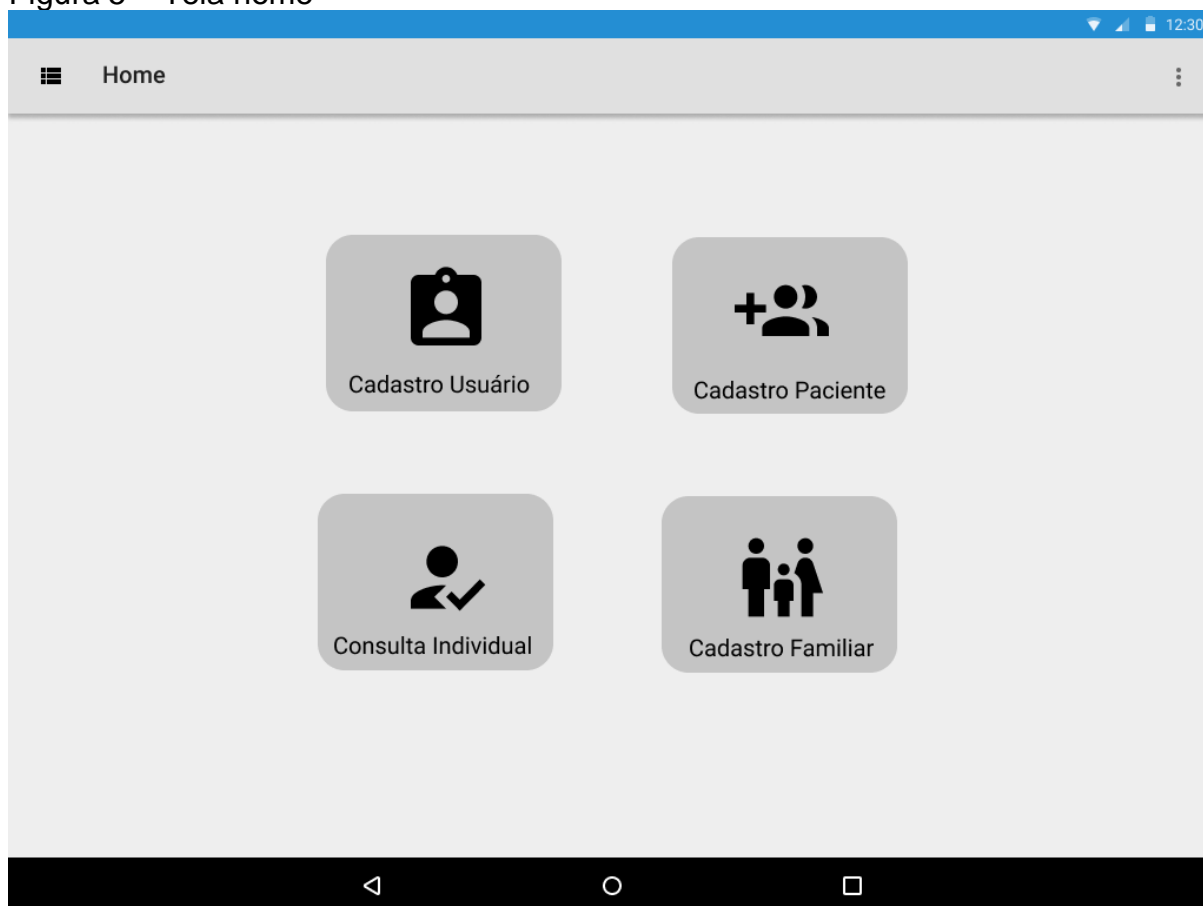 12:30
Home
Cadastro Usuário
Cadastro Paciente
Consulta Individual
Cadastro Familiar